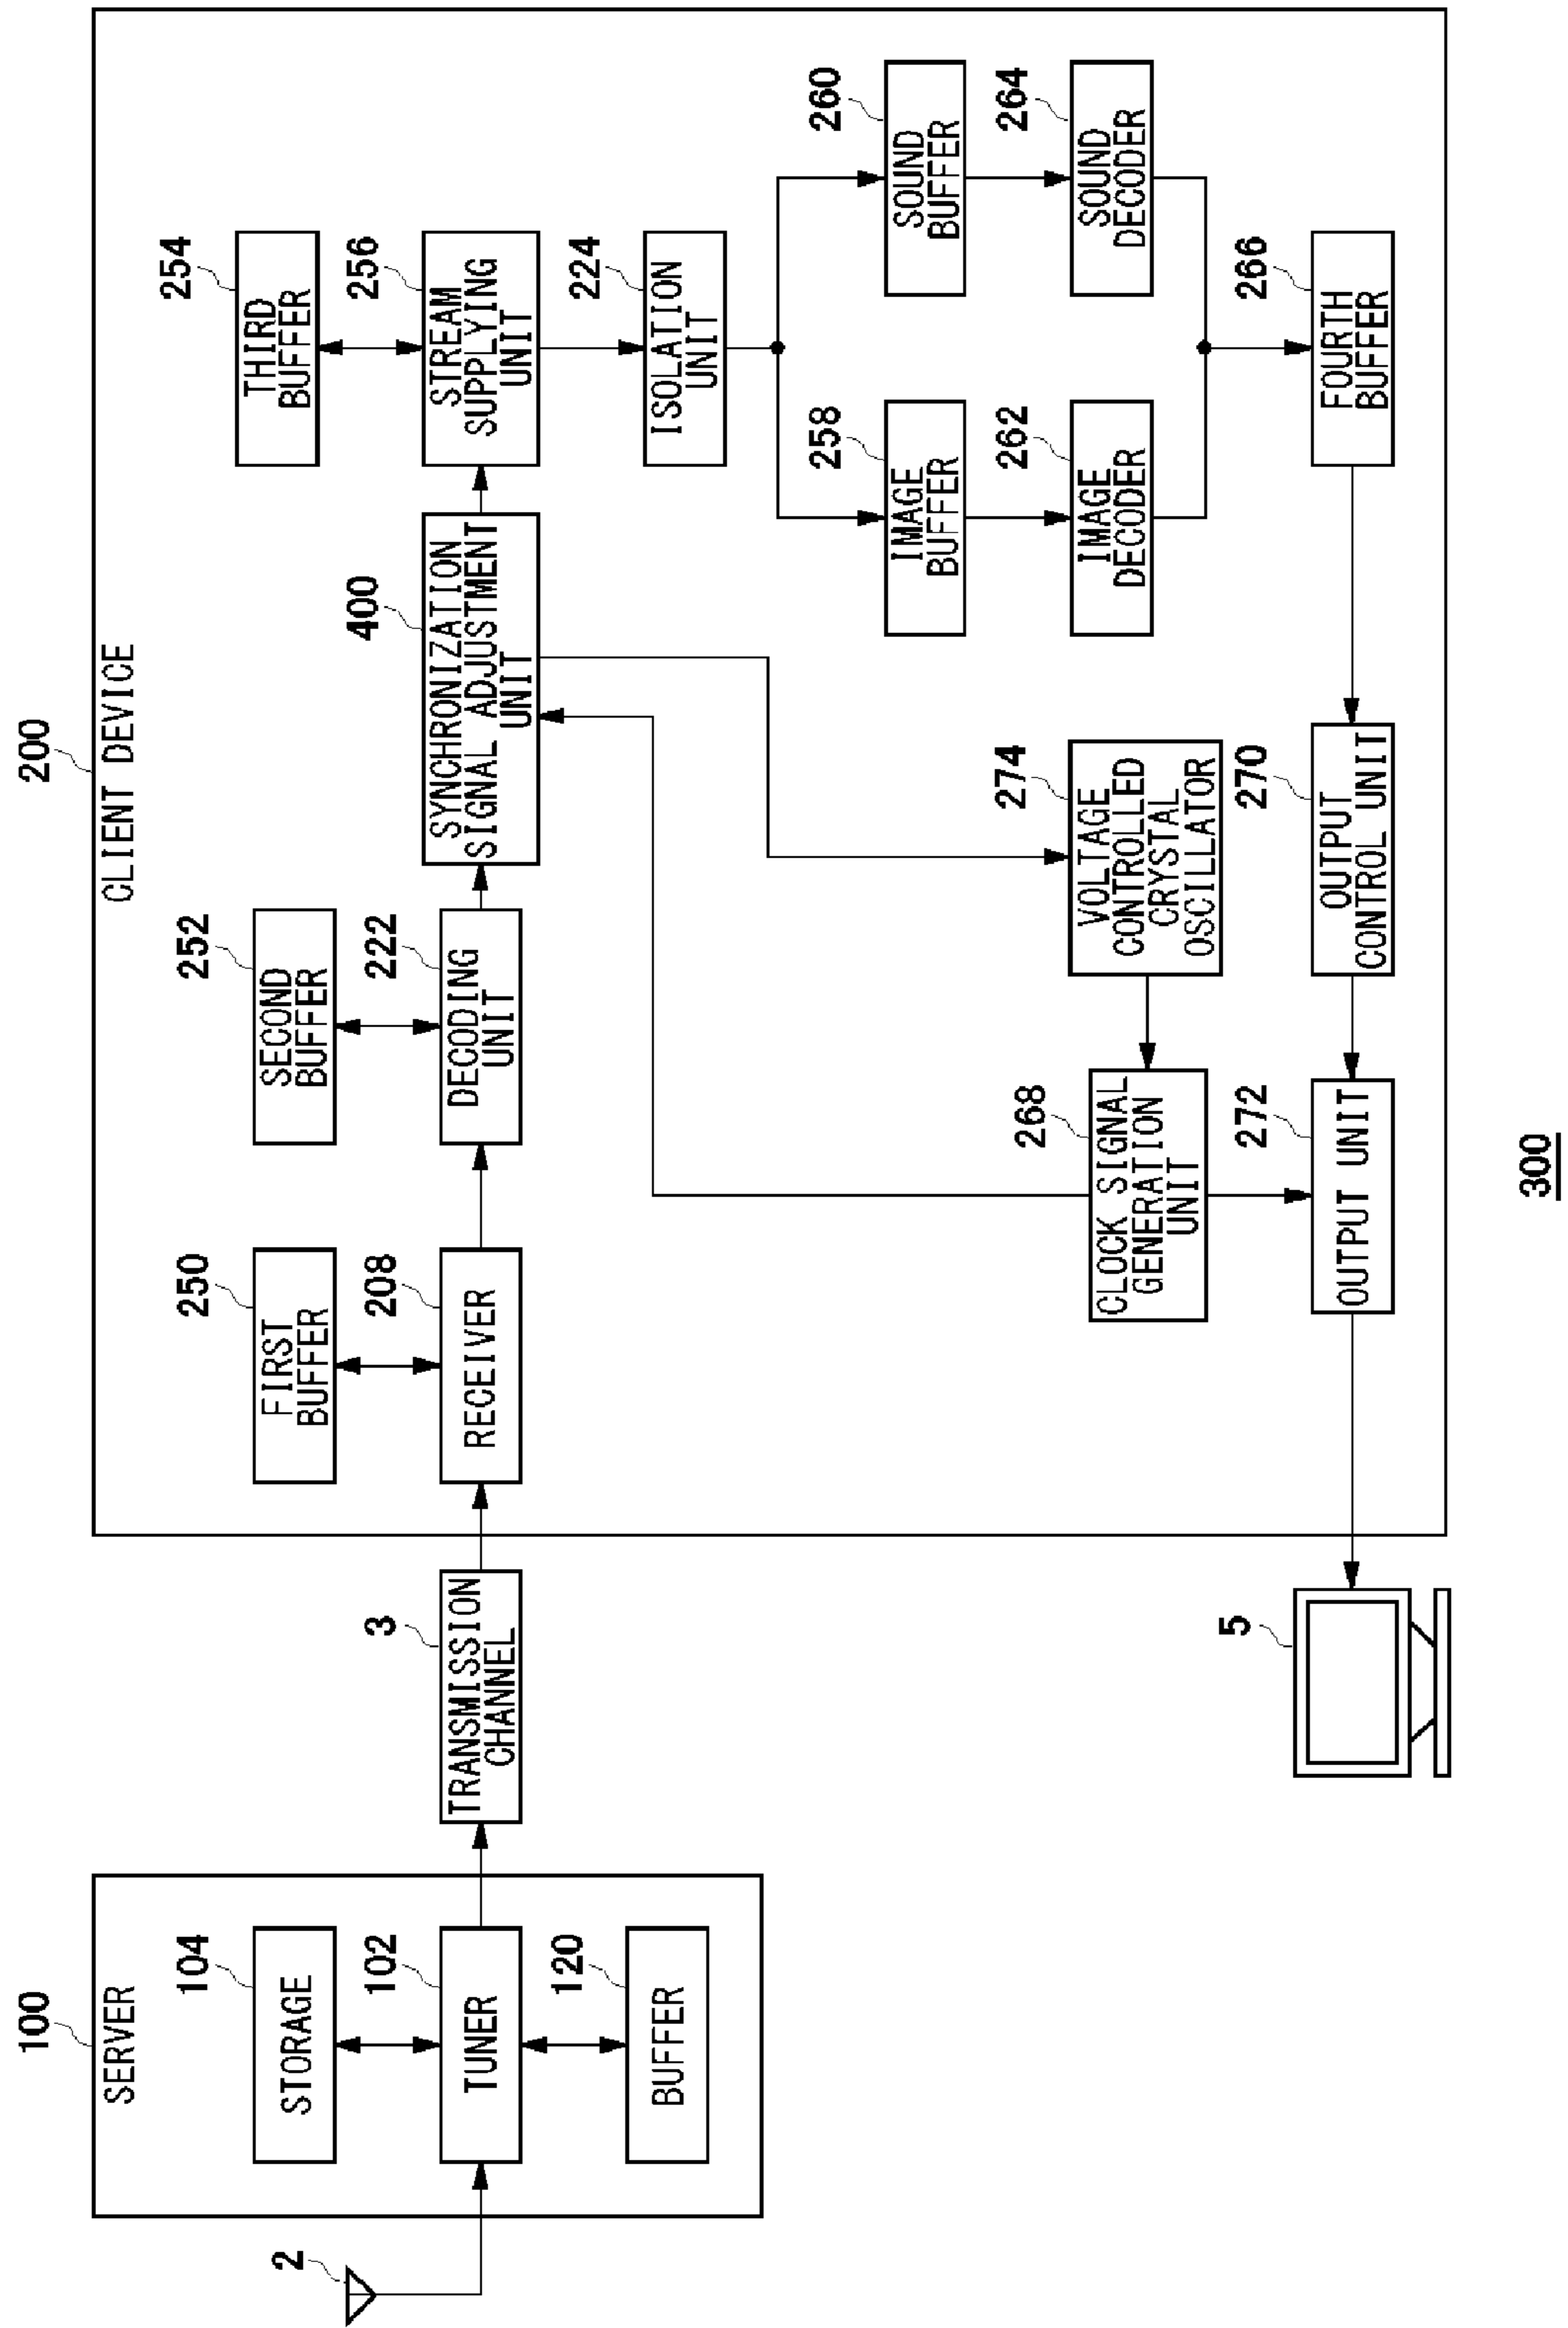 200
CLIENT DEVICE
100
SERVER
104
STORAGE
102
TUNER
120
BUFFER
2
3
TRANSMISSION
CHANNEL
250
FIRST
BUFFER
208
RECEIVER
252
SECOND
BUFFER
222
DECODING
UNIT
400
SYNCHRONIZATION
SIGNAL ADJUSTMENT
UNIT
254
THIRD
BUFFER
256
STREAM
SUPPLYING
UNIT
224
ISOLATION
UNIT
260
SOUND
BUFFER
264
SOUND
DECODER
258
IMAGE
BUFFER
262
IMAGE
DECODER
266
FOURTH
BUFFER
274
VOLTAGE
CONTROLLED
CRYSTAL
OSCILLATOR
270
OUTPUT
CONTROL UNIT
268
CLOCK SIGNAL
GENERATION
UNIT
272
OUTPUT UNIT
5
300